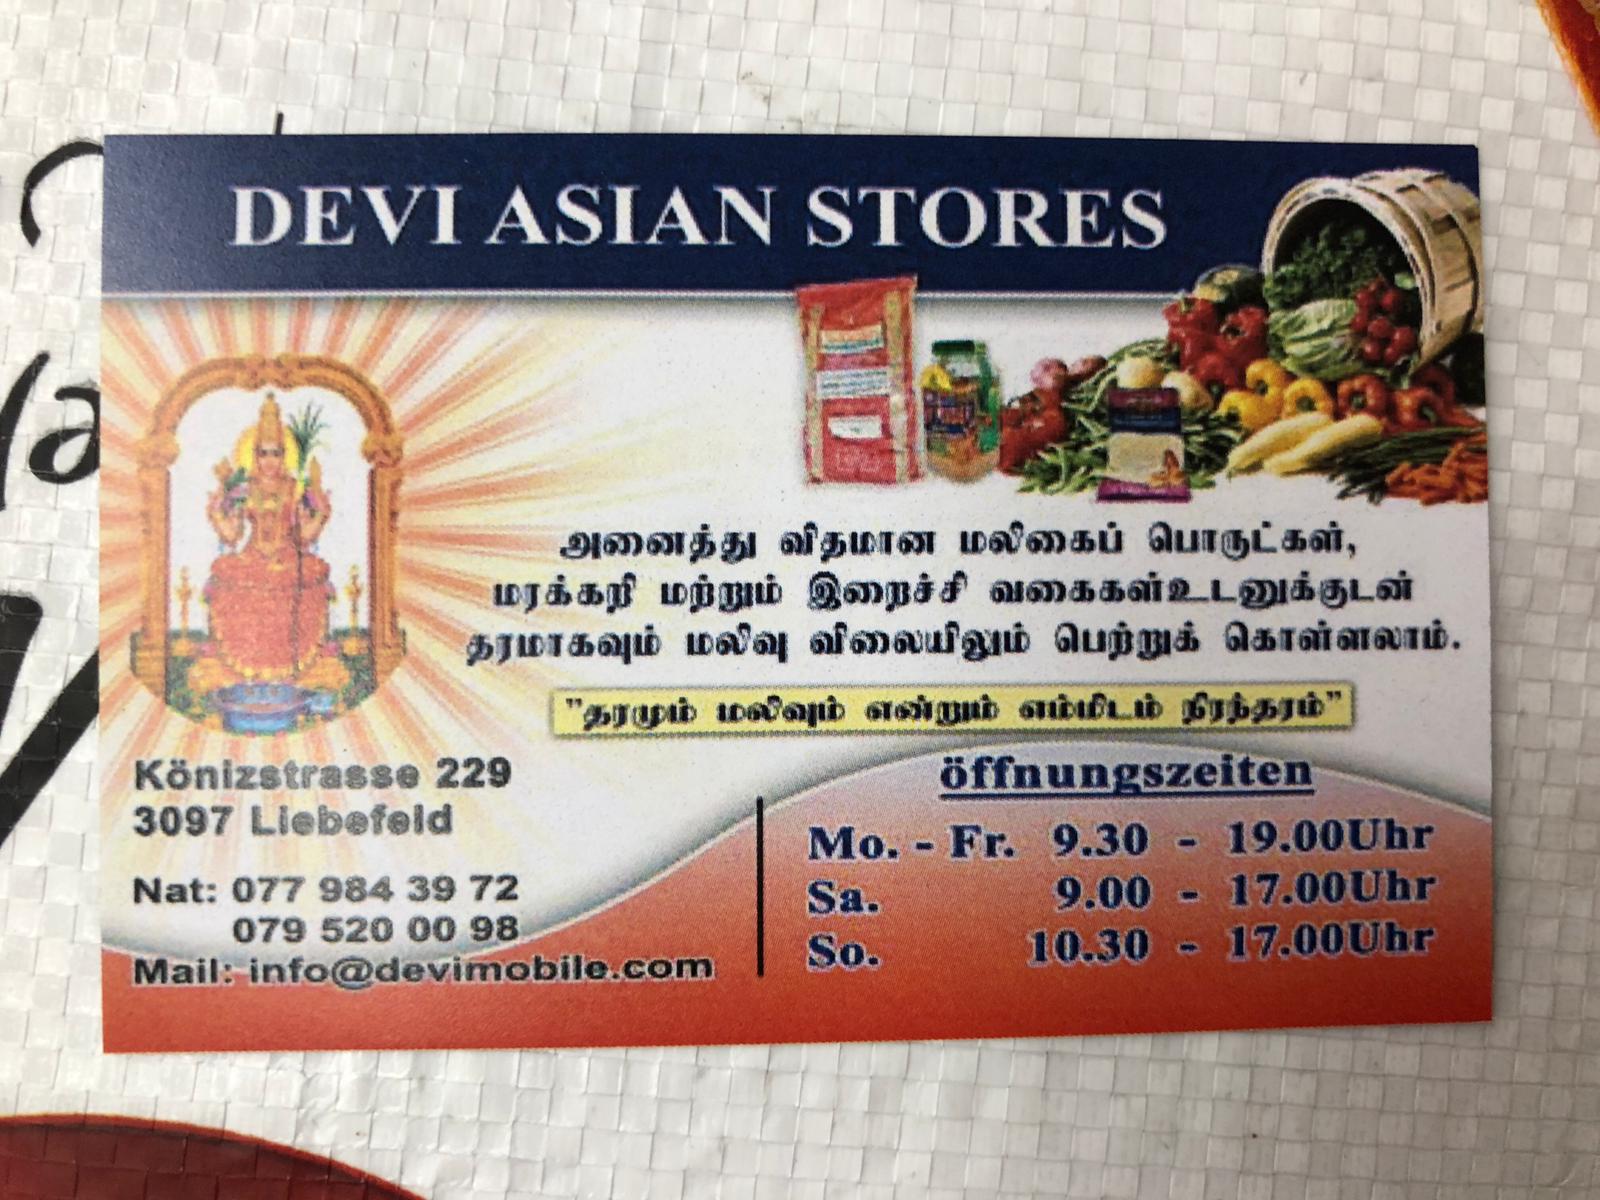 DEVI ASIAN STORES
அனைத்து விதமான மலிகைப் பொருட்கள்,
மரக்கறி மற்றும் இறைச்சி வகைகள்உடனுக்குடன்
தரமாகவும் மலிவு விலையிலும் பெற்றுக் கொள்ளலாம்.
"தரமும் மலிவும் என்றும் எம்மிடம் நிரந்தரம்"
Könizstrasse 229
3097 Liebefeld
Nat: 077 984 39 72
079 520 00 98
Mail: info@devimobile.com
öffnungszeiten
Mo. - Fr. 9.30 - 19.00Uhr
Sa. 9.00 - 17.00Uhr
So. 10.30 - 17.00Uhr